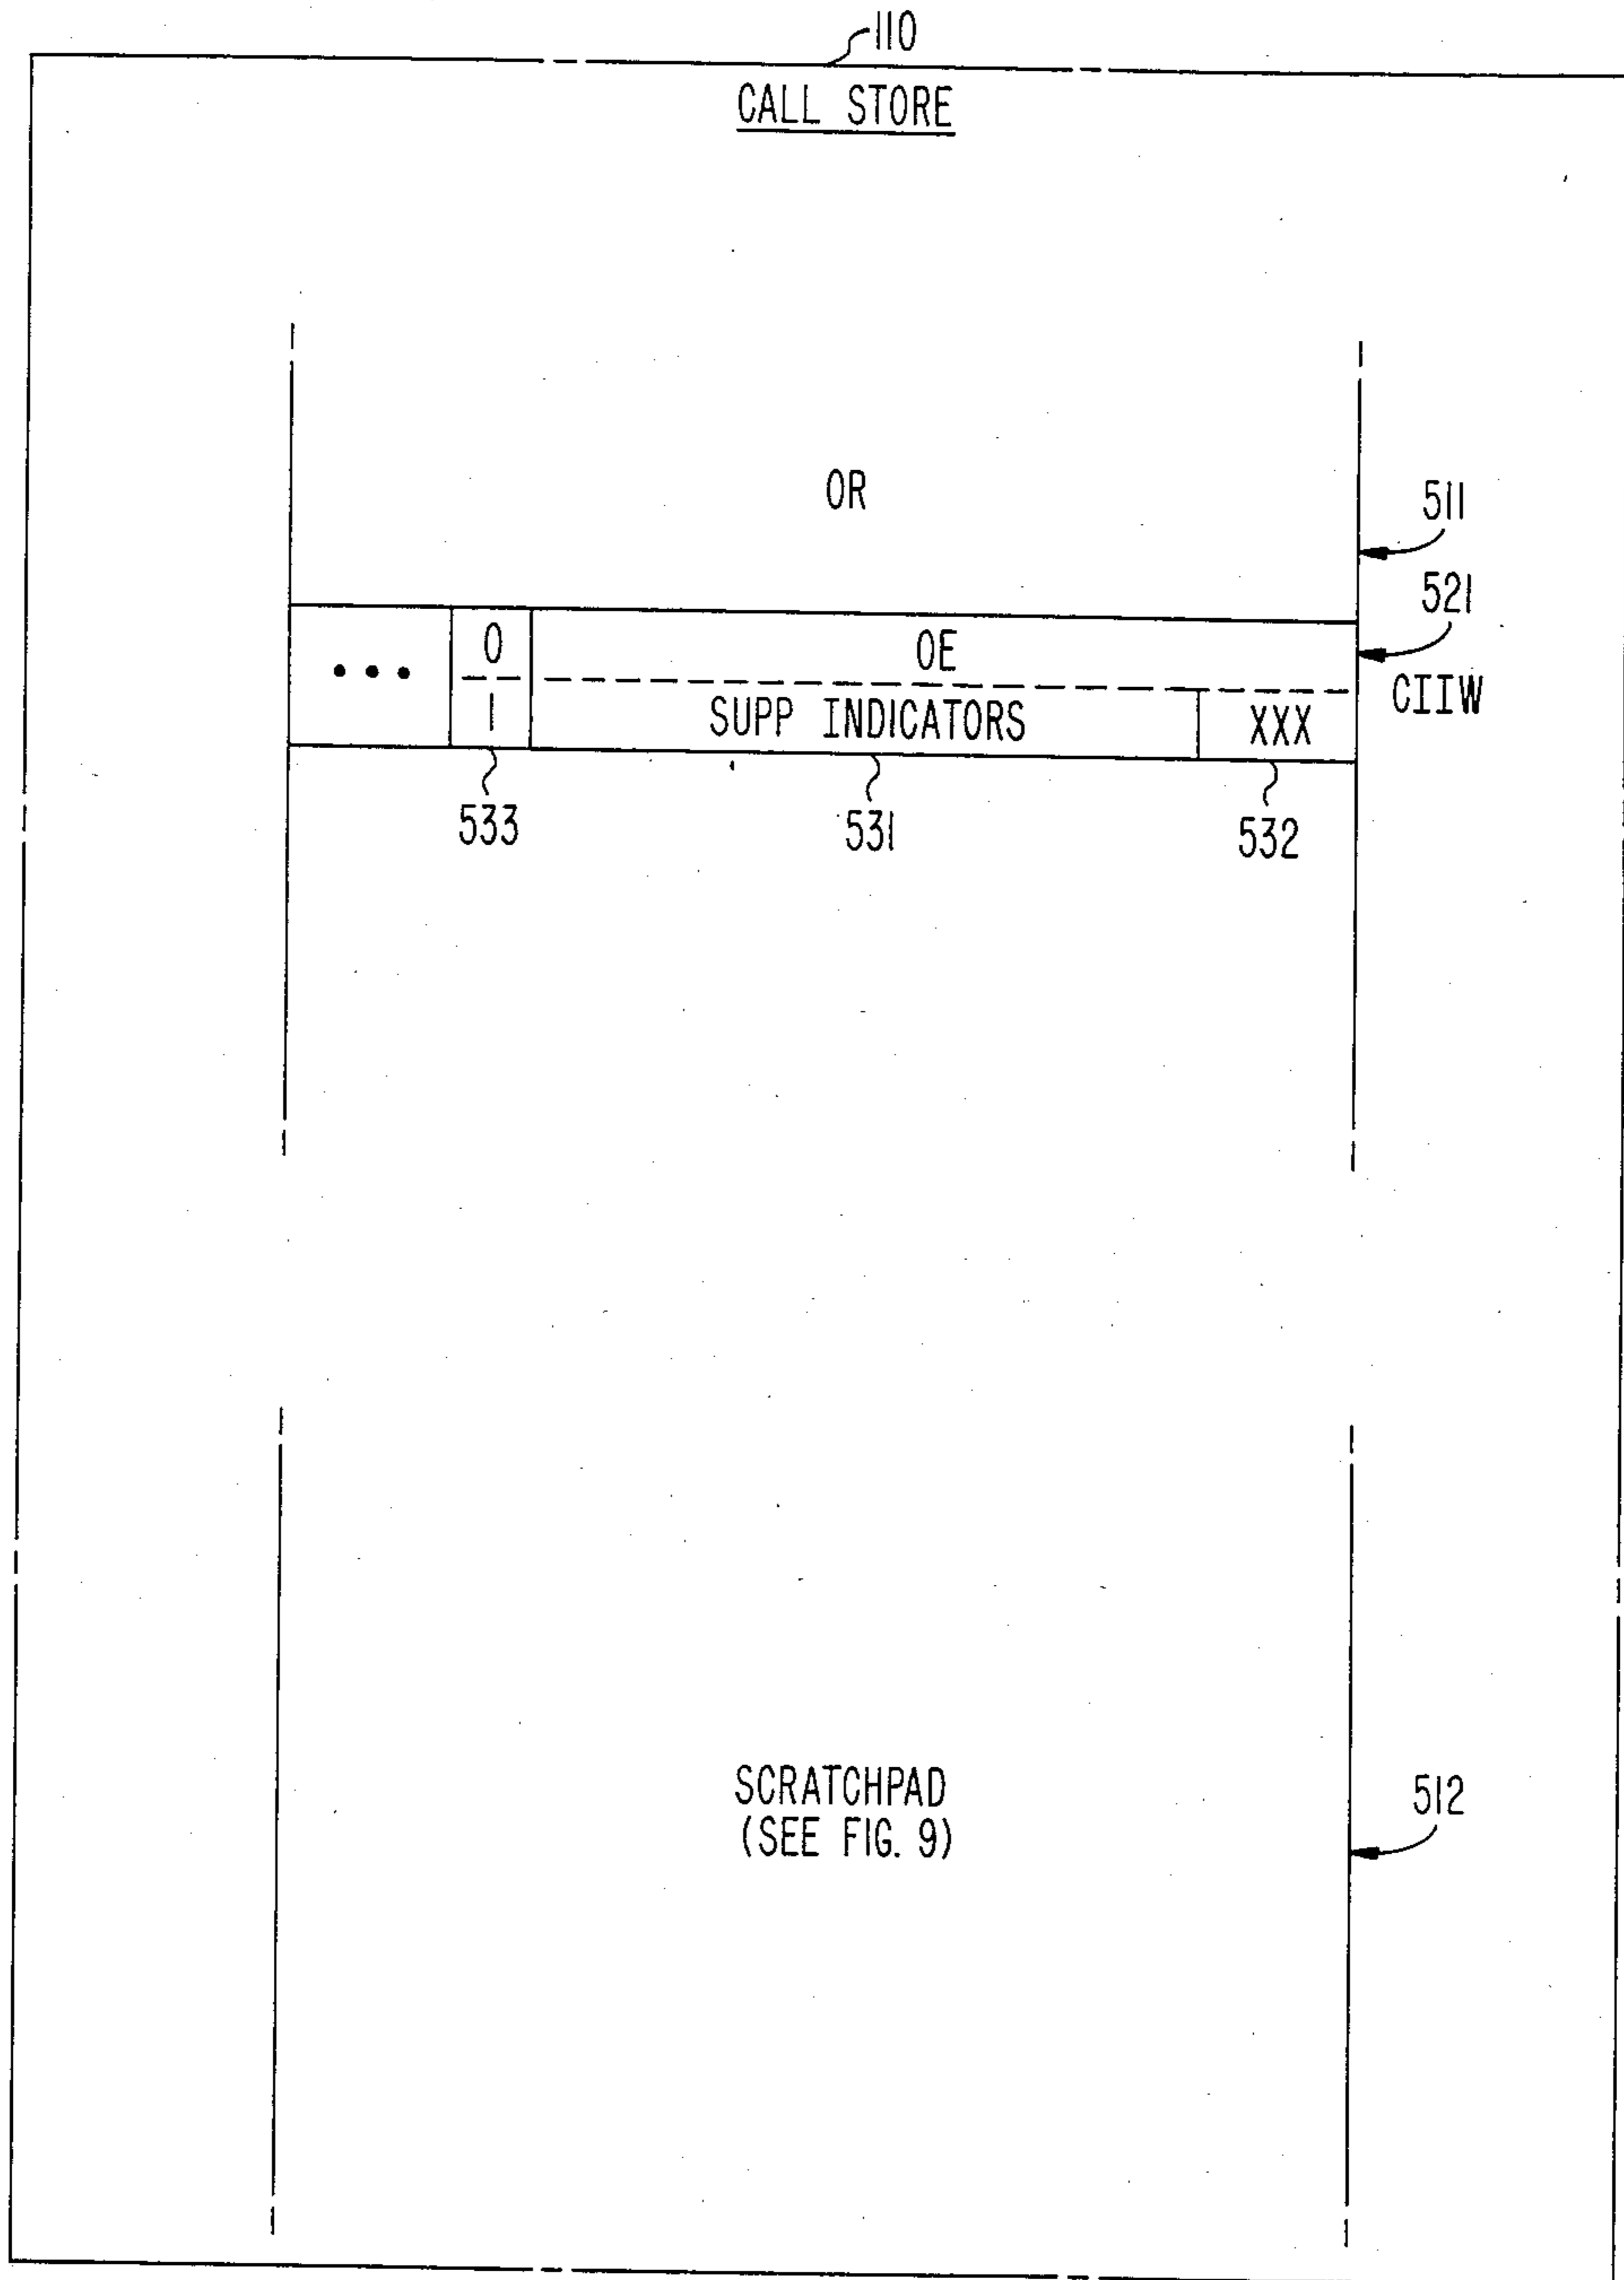 110
CALL STORE
OR
511
521
••• 0 OE
CIIW
1 SUPP INDICATORS XXX
533 531 532
SCRATCHPAD
(SEE FIG. 9)
512